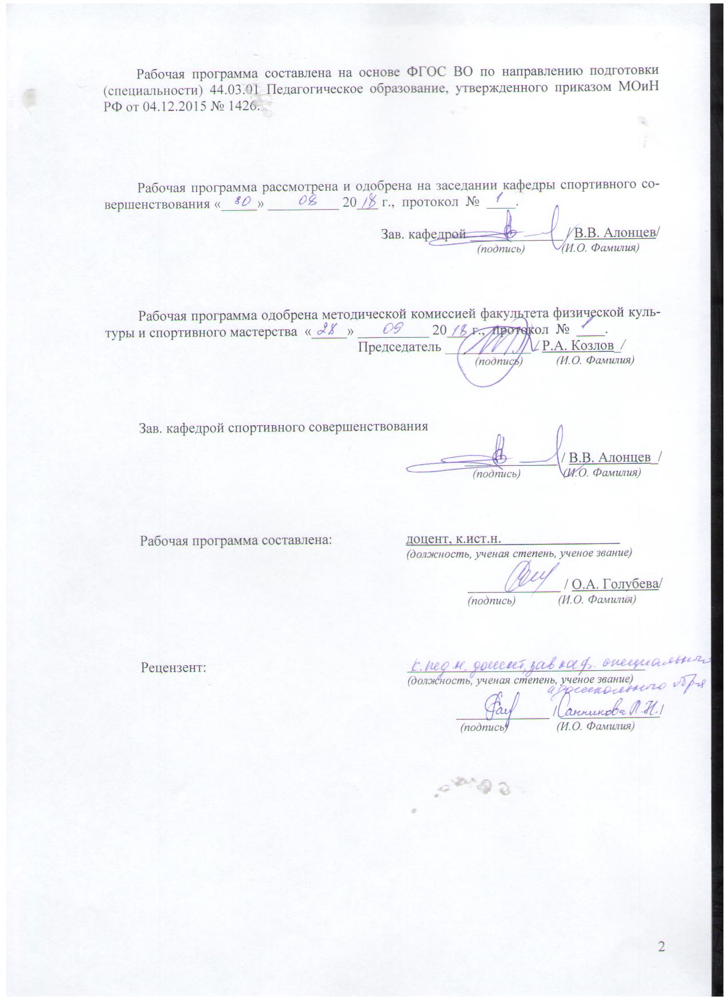 Рабочая программа составлена на основе ФГОС ВО по направлению подготовки
(специальности) 44.03.01 Педагогическое образование, утвержденного приказом МОиН
РФ от 04.12.2015 № 1426.
Рабочая программа рассмотрена и одобрена на заседании кафедры спортивного со-
вершенствования «30» 08 2018 г., протокол № 1.
Зав. кафедрой / В.В. Алонцев/
(подпись) (И.О. Фамилия)
Рабочая программа одобрена методической комиссией факультета физической куль-
туры и спортивного мастерства «28» 09 2018 г., протокол № 1.
Председатель / Р.А. Козлов /
(подпись) (И.О. Фамилия)
Зав. кафедрой спортивного совершенствования
/ В.В. Алонцев /
(подпись) (И.О. Фамилия)
Рабочая программа составлена: доцент, к.ист.н.
(должность, ученая степень, ученое звание)
/ О.А. Голубева/
(подпись) (И.О. Фамилия)
Рецензент: к.пед.н. доцент, зав каф. специального
(должность, ученая степень, ученое звание)
и дошкольного обр-я
/ Санникова Л.Н. /
(подпись) (И.О. Фамилия)
2